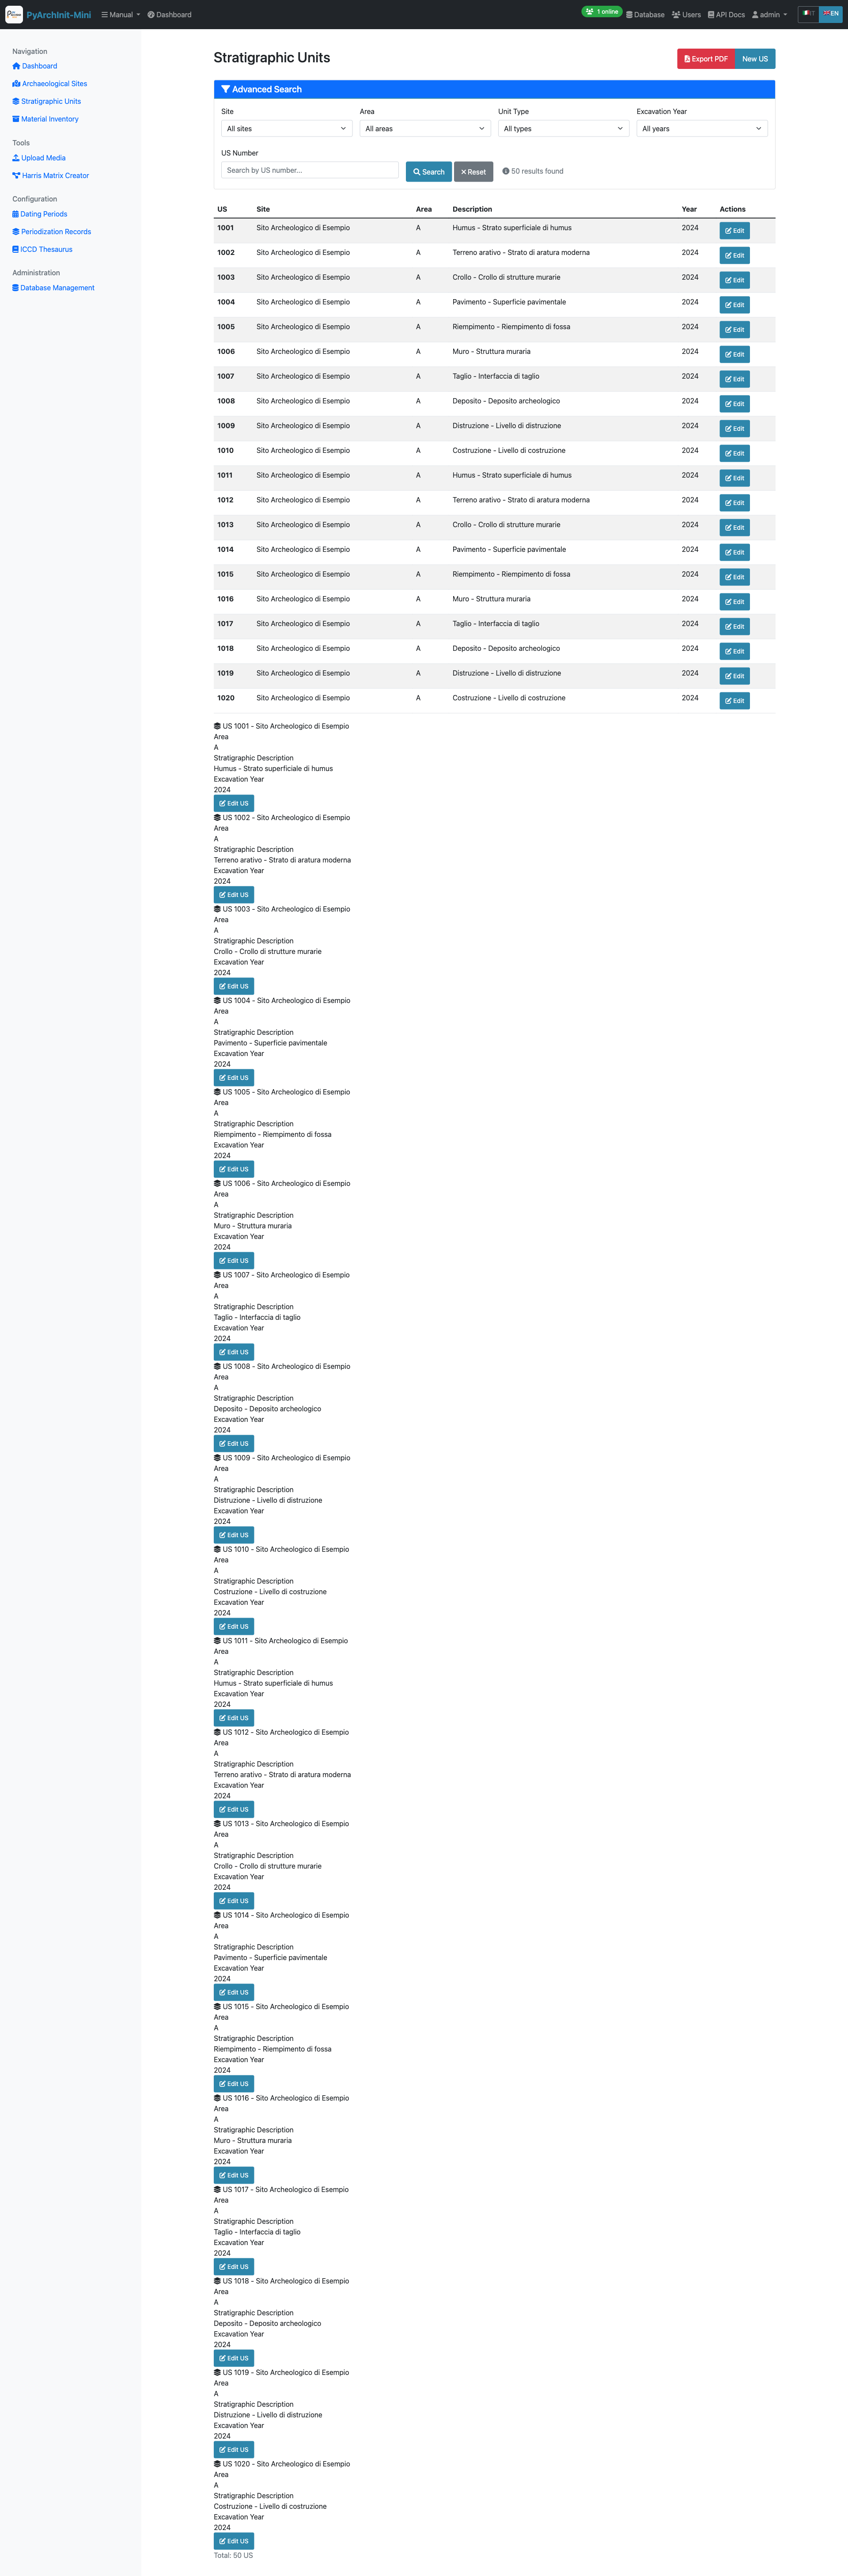 PyArchInit-Mini Manual Dashboard 1 online Database Users API Docs admin IT EN
Navigation
Dashboard
Archaeological Sites
Stratigraphic Units
Material Inventory
Tools
Upload Media
Harris Matrix Creator
Configuration
Dating Periods
Periodization Records
ICCD Thesaurus
Administration
Database Management
Stratigraphic Units
Export PDF New US
Advanced Search
Site Area Unit Type Excavation Year
All sites All areas All types All years
US Number
Search by US number... Search Reset 50 results found
US Site Area Description Year Actions
1001 Sito Archeologico di Esempio A Humus - Strato superficiale di humus 2024 Edit
1002 Sito Archeologico di Esempio A Terreno arativo - Strato di aratura moderna 2024 Edit
1003 Sito Archeologico di Esempio A Crollo - Crollo di strutture murarie 2024 Edit
1004 Sito Archeologico di Esempio A Pavimento - Superficie pavimentale 2024 Edit
1005 Sito Archeologico di Esempio A Riempimento - Riempimento di fossa 2024 Edit
1006 Sito Archeologico di Esempio A Muro - Struttura muraria 2024 Edit
1007 Sito Archeologico di Esempio A Taglio - Interfaccia di taglio 2024 Edit
1008 Sito Archeologico di Esempio A Deposito - Deposito archeologico 2024 Edit
1009 Sito Archeologico di Esempio A Distruzione - Livello di distruzione 2024 Edit
1010 Sito Archeologico di Esempio A Costruzione - Livello di costruzione 2024 Edit
1011 Sito Archeologico di Esempio A Humus - Strato superficiale di humus 2024 Edit
1012 Sito Archeologico di Esempio A Terreno arativo - Strato di aratura moderna 2024 Edit
1013 Sito Archeologico di Esempio A Crollo - Crollo di strutture murarie 2024 Edit
1014 Sito Archeologico di Esempio A Pavimento - Superficie pavimentale 2024 Edit
1015 Sito Archeologico di Esempio A Riempimento - Riempimento di fossa 2024 Edit
1016 Sito Archeologico di Esempio A Muro - Struttura muraria 2024 Edit
1017 Sito Archeologico di Esempio A Taglio - Interfaccia di taglio 2024 Edit
1018 Sito Archeologico di Esempio A Deposito - Deposito archeologico 2024 Edit
1019 Sito Archeologico di Esempio A Distruzione - Livello di distruzione 2024 Edit
1020 Sito Archeologico di Esempio A Costruzione - Livello di costruzione 2024 Edit
US 1001 - Sito Archeologico di Esempio
Area
A
Stratigraphic Description
Humus - Strato superficiale di humus
Excavation Year
2024
Edit US
US 1002 - Sito Archeologico di Esempio
Area
A
Stratigraphic Description
Terreno arativo - Strato di aratura moderna
Excavation Year
2024
Edit US
US 1003 - Sito Archeologico di Esempio
Area
A
Stratigraphic Description
Crollo - Crollo di strutture murarie
Excavation Year
2024
Edit US
US 1004 - Sito Archeologico di Esempio
Area
A
Stratigraphic Description
Pavimento - Superficie pavimentale
Excavation Year
2024
Edit US
US 1005 - Sito Archeologico di Esempio
Area
A
Stratigraphic Description
Riempimento - Riempimento di fossa
Excavation Year
2024
Edit US
US 1006 - Sito Archeologico di Esempio
Area
A
Stratigraphic Description
Muro - Struttura muraria
Excavation Year
2024
Edit US
US 1007 - Sito Archeologico di Esempio
Area
A
Stratigraphic Description
Taglio - Interfaccia di taglio
Excavation Year
2024
Edit US
US 1008 - Sito Archeologico di Esempio
Area
A
Stratigraphic Description
Deposito - Deposito archeologico
Excavation Year
2024
Edit US
US 1009 - Sito Archeologico di Esempio
Area
A
Stratigraphic Description
Distruzione - Livello di distruzione
Excavation Year
2024
Edit US
US 1010 - Sito Archeologico di Esempio
Area
A
Stratigraphic Description
Costruzione - Livello di costruzione
Excavation Year
2024
Edit US
US 1011 - Sito Archeologico di Esempio
Area
A
Stratigraphic Description
Humus - Strato superficiale di humus
Excavation Year
2024
Edit US
US 1012 - Sito Archeologico di Esempio
Area
A
Stratigraphic Description
Terreno arativo - Strato di aratura moderna
Excavation Year
2024
Edit US
US 1013 - Sito Archeologico di Esempio
Area
A
Stratigraphic Description
Crollo - Crollo di strutture murarie
Excavation Year
2024
Edit US
US 1014 - Sito Archeologico di Esempio
Area
A
Stratigraphic Description
Pavimento - Superficie pavimentale
Excavation Year
2024
Edit US
US 1015 - Sito Archeologico di Esempio
Area
A
Stratigraphic Description
Riempimento - Riempimento di fossa
Excavation Year
2024
Edit US
US 1016 - Sito Archeologico di Esempio
Area
A
Stratigraphic Description
Muro - Struttura muraria
Excavation Year
2024
Edit US
US 1017 - Sito Archeologico di Esempio
Area
A
Stratigraphic Description
Taglio - Interfaccia di taglio
Excavation Year
2024
Edit US
US 1018 - Sito Archeologico di Esempio
Area
A
Stratigraphic Description
Deposito - Deposito archeologico
Excavation Year
2024
Edit US
US 1019 - Sito Archeologico di Esempio
Area
A
Stratigraphic Description
Distruzione - Livello di distruzione
Excavation Year
2024
Edit US
US 1020 - Sito Archeologico di Esempio
Area
A
Stratigraphic Description
Costruzione - Livello di costruzione
Excavation Year
2024
Edit US
Total: 50 US